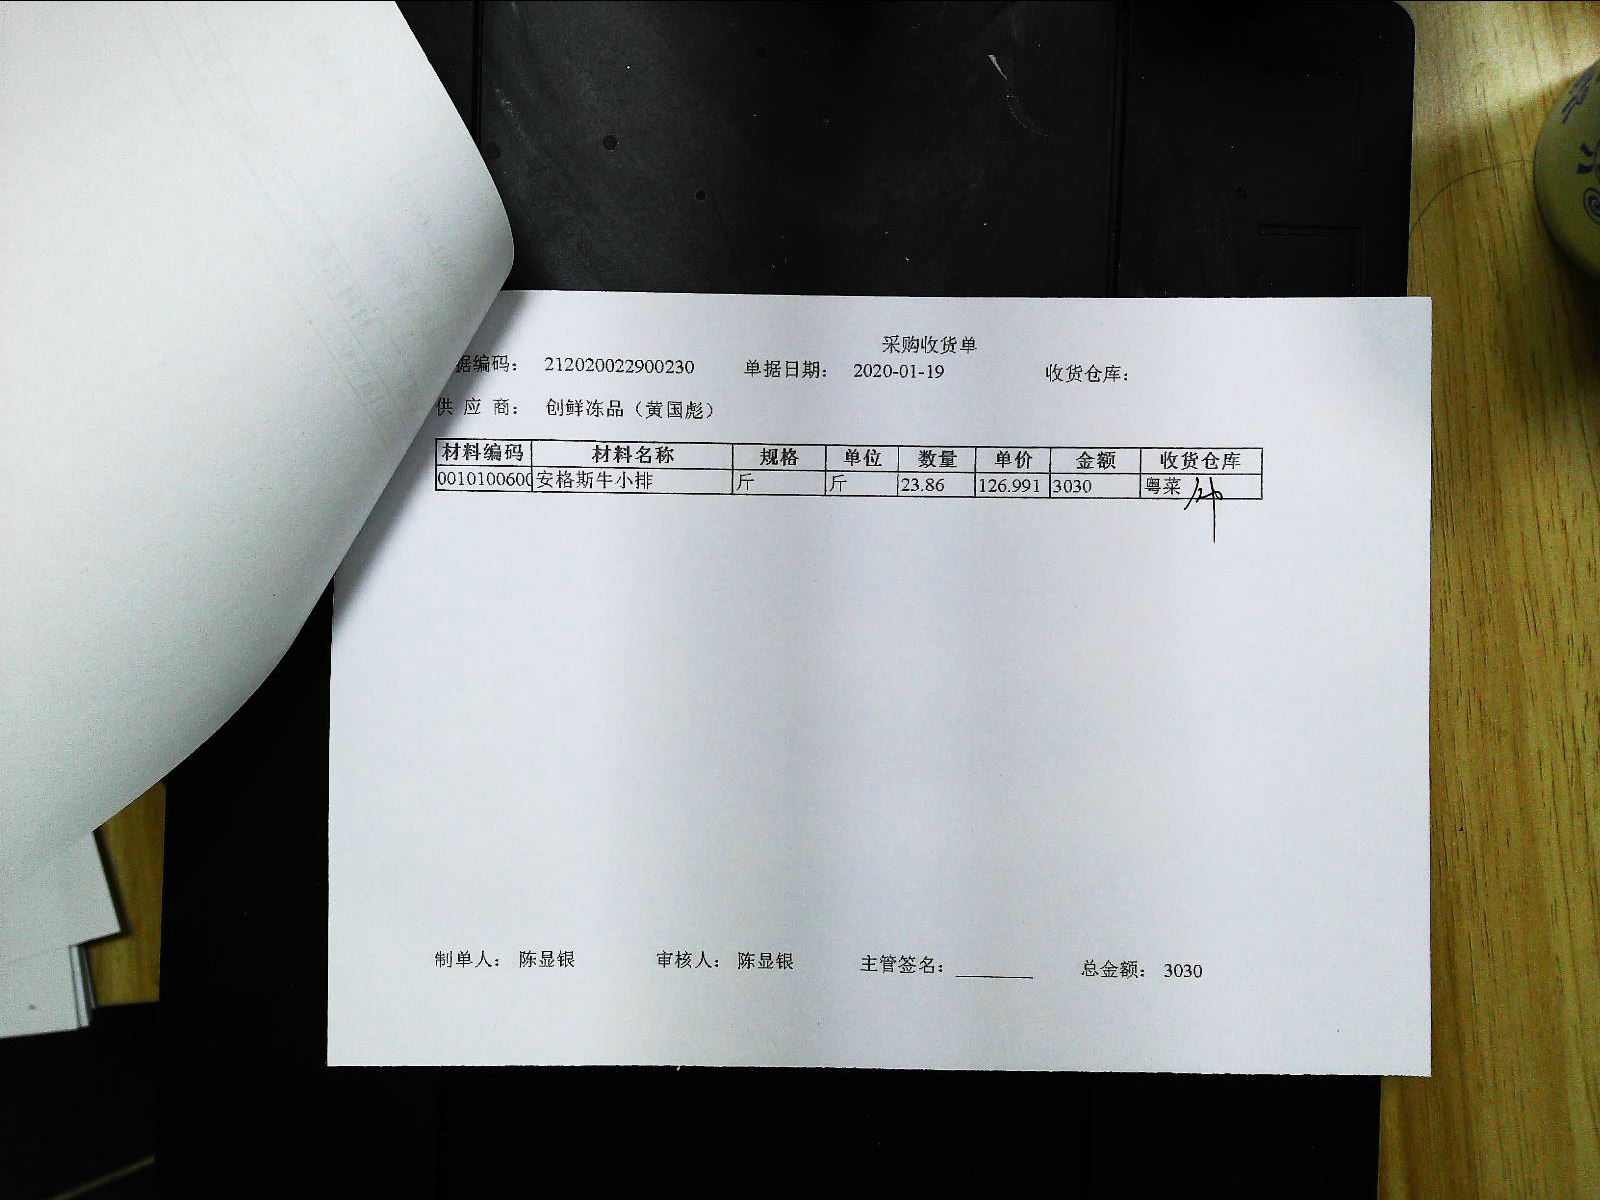 采购收货单
据编码： 212020022900230 单据日期： 2020-01-19 收货仓库：
供 应 商： 创鲜冻品（黄国彪）
材料编码 材料名称 规格 单位 数量 单价 金额 收货仓库
0010100600 安格斯牛小排 斤 斤 23.86 126.991 3030 粤菜
制单人： 陈显银 审核人： 陈显银 主管签名： ________ 总金额： 3030